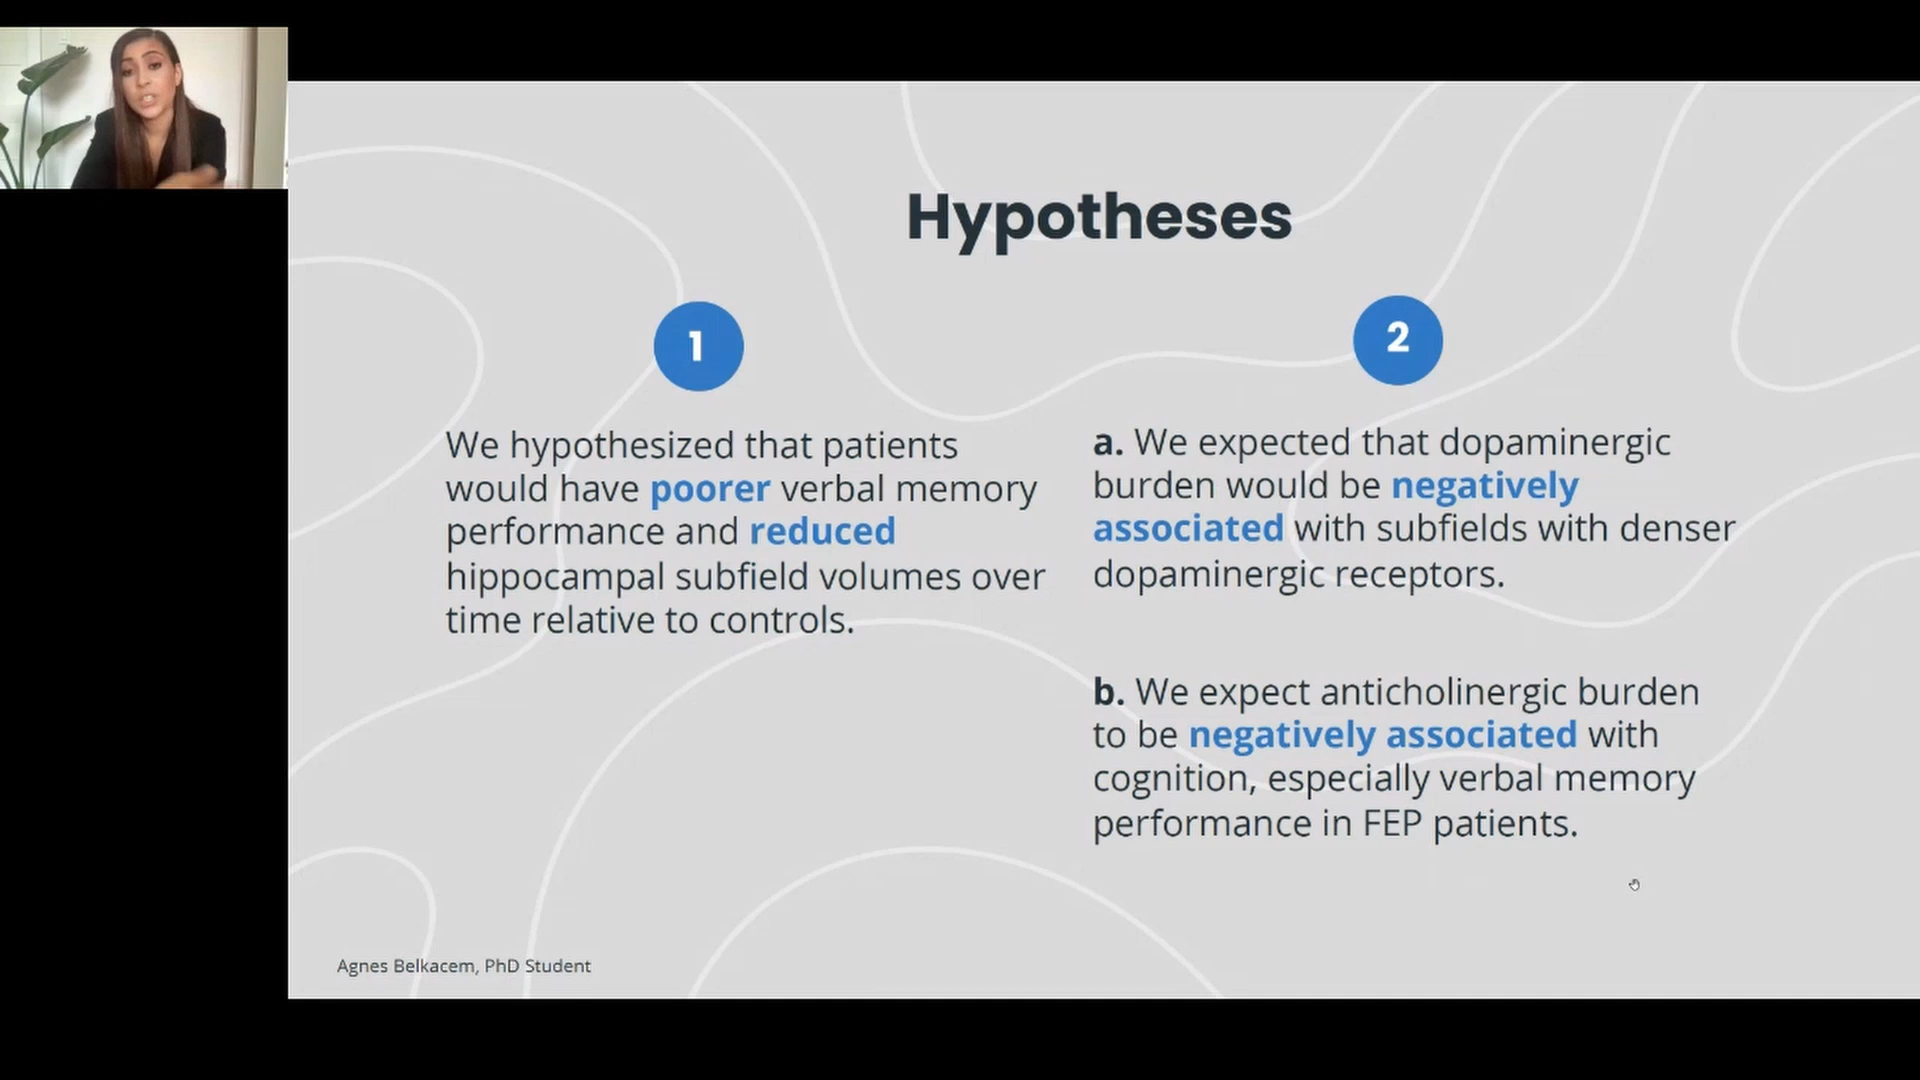 Hypotheses
1
We hypothesized that patients
would have poorer verbal memory
performance and reduced
hippocampal subfield volumes over
time relative to controls.
2
a. We expected that dopaminergic
burden would be negatively
associated with subfields with denser
dopaminergic receptors.
b. We expect anticholinergic burden
to be negatively associated with
cognition, especially verbal memory
performance in FEP patients.
Agnes Belkacem, PhD Student